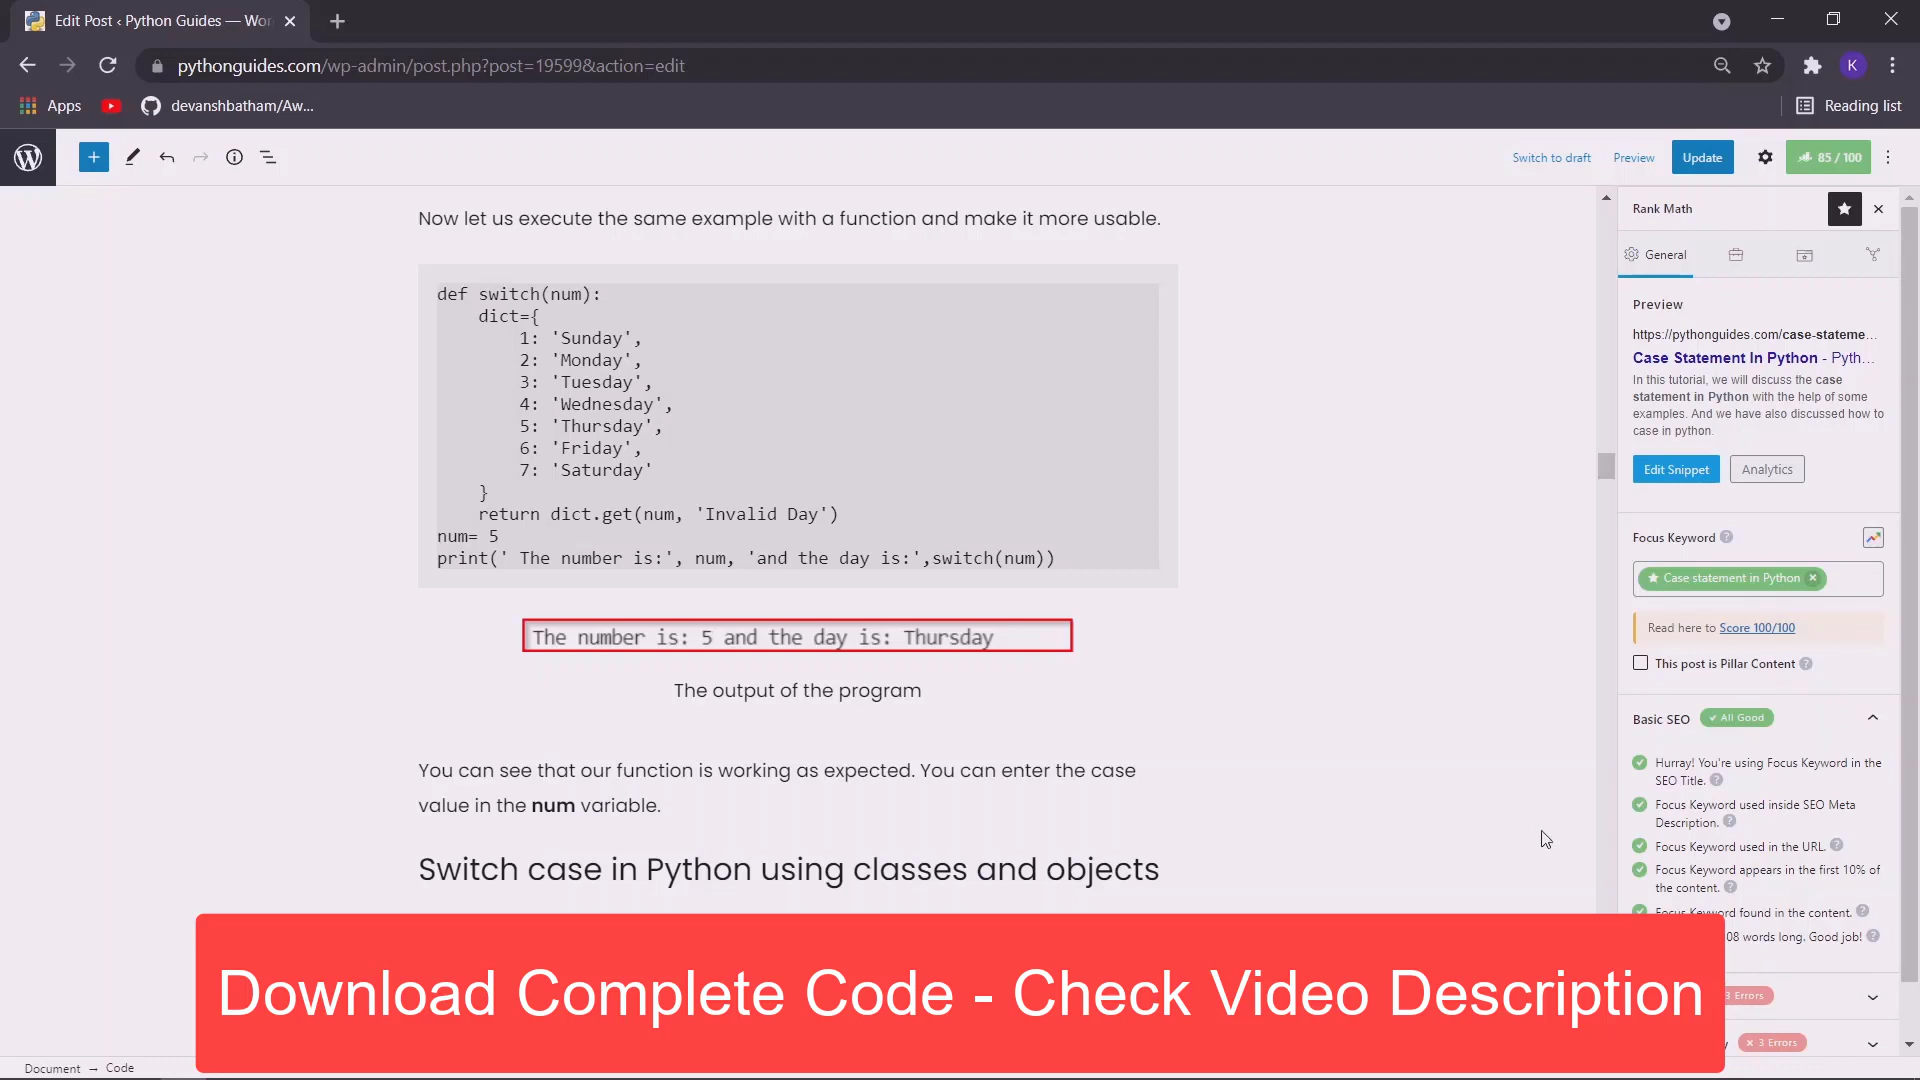 Edit Post ‹ Python Guides — Wor
pythonguides.com/wp-admin/post.php?post=19599&action=edit
K
Apps
devanshbatham/Aw...
Reading list
Switch to draft
Preview
Update
85 / 100
Now let us execute the same example with a function and make it more usable.
def switch(num):
    dict={
        1: 'Sunday',
        2: 'Monday',
        3: 'Tuesday',
        4: 'Wednesday',
        5: 'Thursday',
        6: 'Friday',
        7: 'Saturday'
    }
    return dict.get(num, 'Invalid Day')
num= 5
print(' The number is:', num, 'and the day is:',switch(num))
The number is: 5 and the day is: Thursday
The output of the program
You can see that our function is working as expected. You can enter the case
value in the num variable.
Switch case in Python using classes and objects
Rank Math
General
Preview
https://pythonguides.com/case-stateme...
Case Statement In Python - Pyth...
In this tutorial, we will discuss the case
statement in Python with the help of some
examples. And we have also discussed how to
case in python.
Edit Snippet
Analytics
Focus Keyword
Case statement in Python
Read here to Score 100/100
This post is Pillar Content
Basic SEO
All Good
Hurray! You're using Focus Keyword in the
SEO Title.
Focus Keyword used inside SEO Meta
Description.
Focus Keyword used in the URL.
Focus Keyword appears in the first 10% of
the content.
Focus Keyword found in the content.
08 words long. Good job!
3 Errors
3 Errors
Download Complete Code - Check Video Description
Document → Code